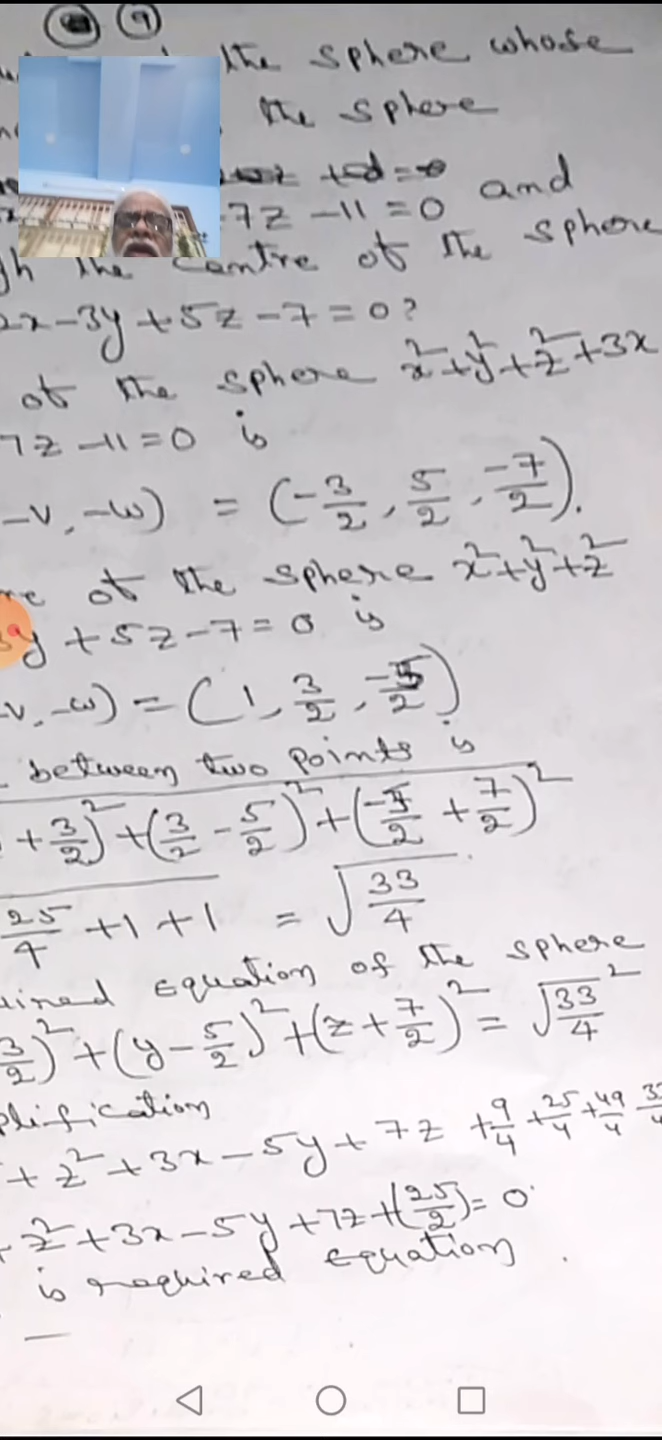 9
the sphere whose
the sphere
+d=0
7z -11=0 and
the centre of the sphere
2x-3y+5z-7=0?
of the sphere x²+y²+z²+3x
7z -11=0 is
-v, -w) = (-3/2, 5/2, -7/2).
of the sphere x²+y²+z²
3y +5z-7=0 is
-v, -w) = (1, 3/2, -5/2)
between two points is
+3/2)²+(3/2 - 5/2)²+(-5/2 + 7/2)²
25/4 +1+1 = √33/4
equation of the sphere
3/2)²+(y-5/2)²+(z+7/2)² = √33/4 ²
plification
+z²+3x-5y+7z +9/4+25/4+49/4
z²+3x-5y+7z+(25/2)=0
is required equation.